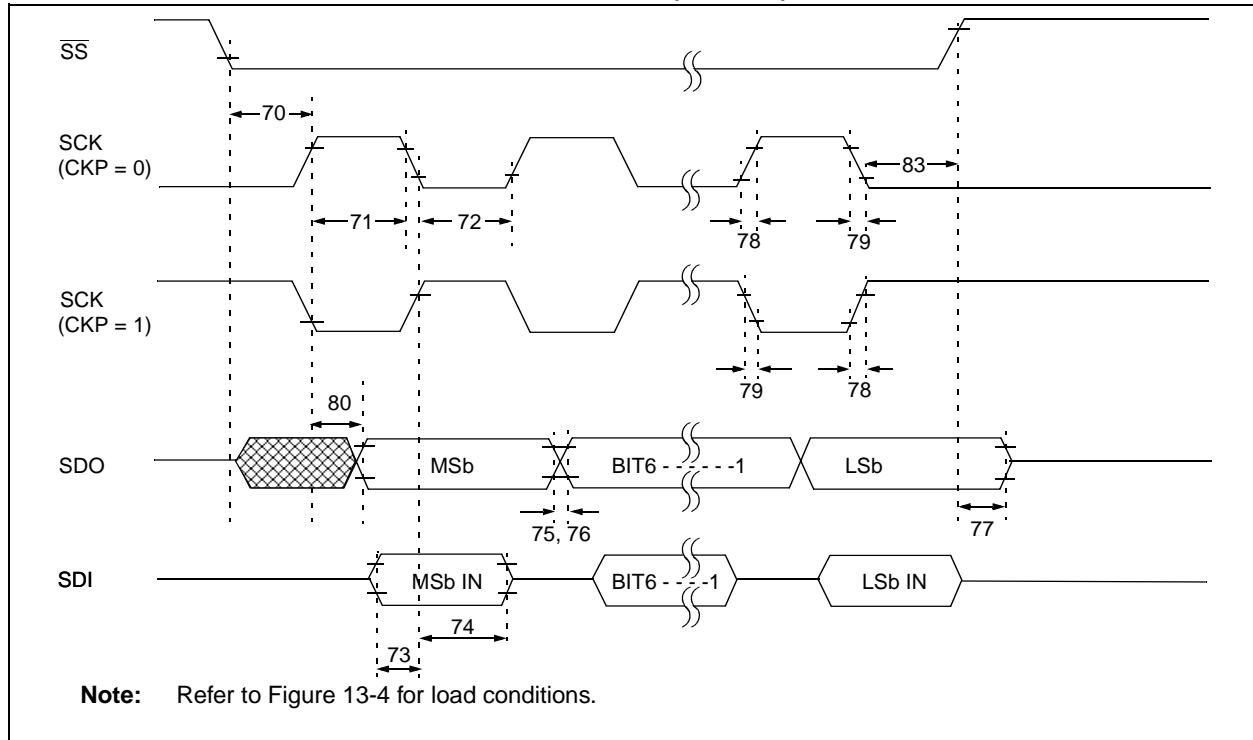 SS
70
SCK
(CKP = 0)
83
71
72
78
79
SCK
(CKP = 1)
79
78
80
SDO
MSb
BIT6 - - - - - -1
LSb
75, 76
77
SDI
MSb IN
BIT6 - - - -1
LSb IN
74
73
Note: Refer to Figure 13-4 for load conditions.